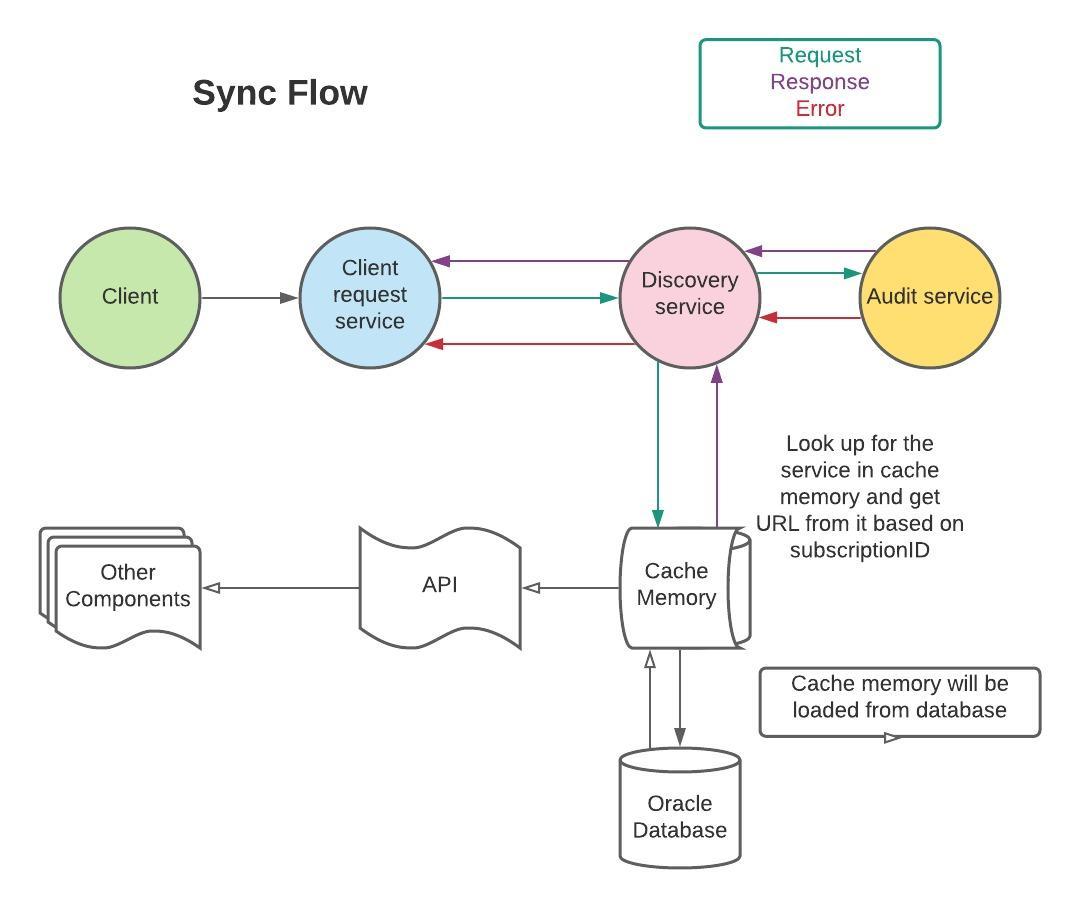 Sync Flow
Request
Response
Error
Client
Client
request
service
Discovery
service
Audit service
Look up for the
service in cache
memory and get
URL from it based on
subscriptionID
Other
Components
API
Cache
Memory
Cache memory will be
loaded from database
Oracle
Database